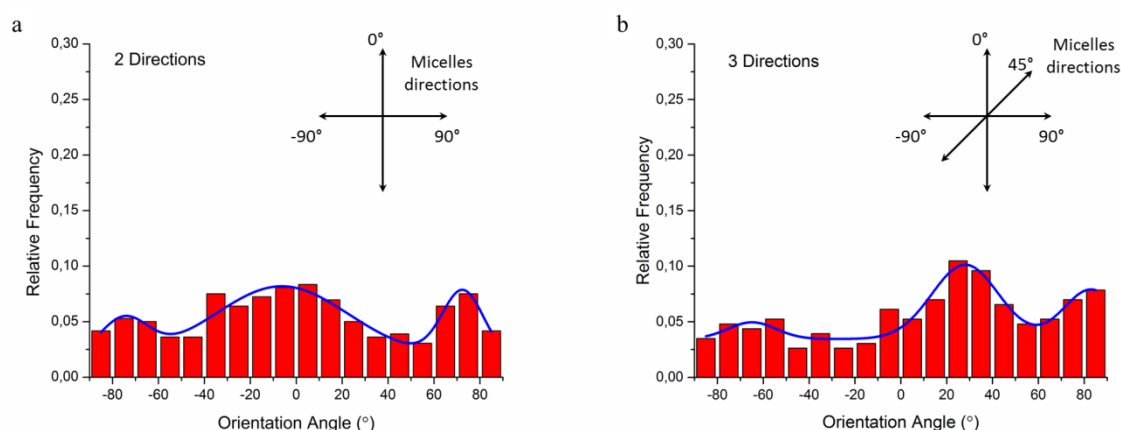 a
2 Directions
0°
Micelles
directions
-90°
90°
0,30
0,25
0,20
0,15
0,10
0,05
0,00
Relative Frequency
-80 -60 -40 -20 0 20 40 60 80
Orientation Angle (°)
b
3 Directions
0°
45°
Micelles
directions
-90°
90°
0,30
0,25
0,20
0,15
0,10
0,05
0,00
Relative Frequency
-80 -60 -40 -20 0 20 40 60 80
Orientation Angle (°)